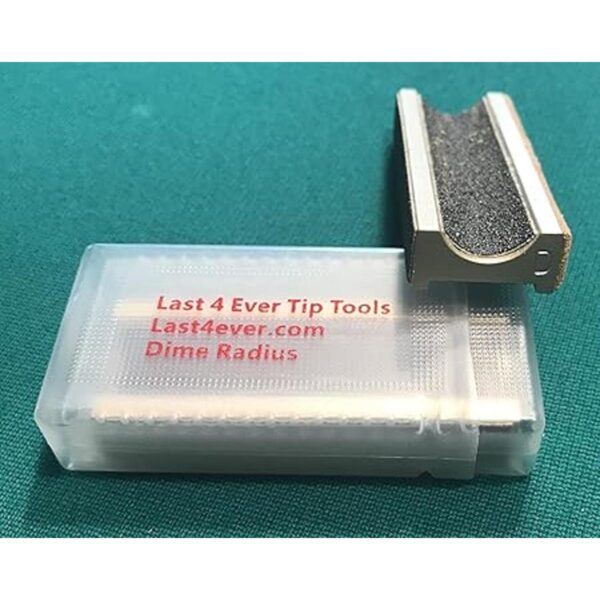 Last 4 Ever Tip Tools
Last4ever.com
Dime Radius